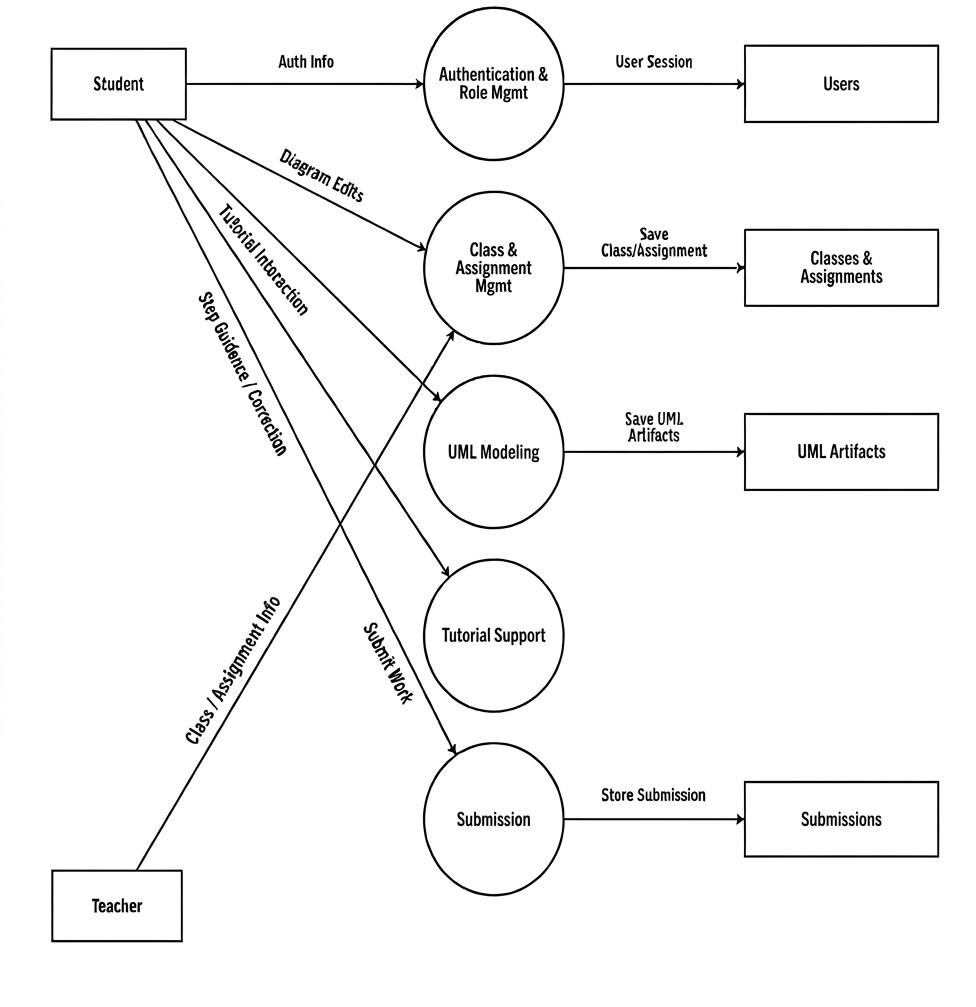 Student
Auth Info
Authentication &
Role Mgmt
User Session
Users
Diagram Edits
Tutorial Intoraction
Step Guidence / Correction
Class &
Assignment
Mgmt
Save
Class/Assignment
Classes &
Assignments
UML Modeling
Save UML
Artifacts
UML Artifacts
Tutorial Support
Class / Assignment Info
Submit Work
Submission
Store Submission
Submissions
Teacher